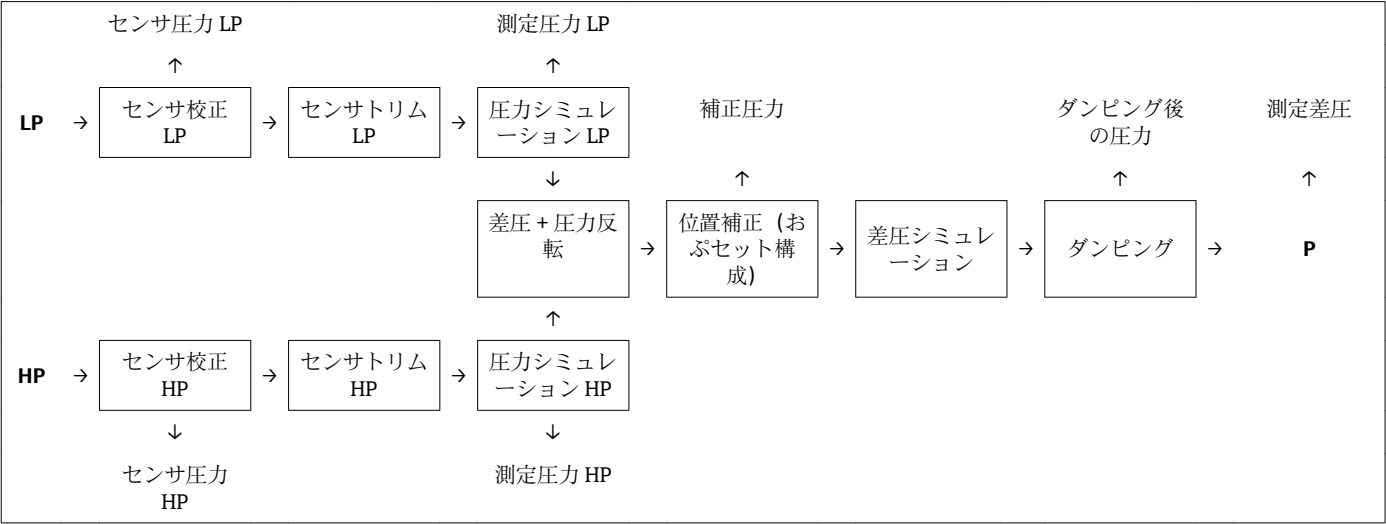 センサ圧力 LP
測定圧力 LP
↑
↑
LP → センサ校正 → センサトリム → 圧力シミュレ
LP
LP
ーション LP
補正圧力
ダンピング後
の圧力
測定差圧
↓
↑
↑
↑
差圧 + 圧力反
転
→
位置補正（お
ぷセット構
成）
→
差圧シミュレ
ーション
→
ダンピング
→
P
↑
HP → センサ校正 → センサトリム → 圧力シミュレ
HP
HP
ーション HP
↓
↓
センサ圧力
HP
測定圧力 HP